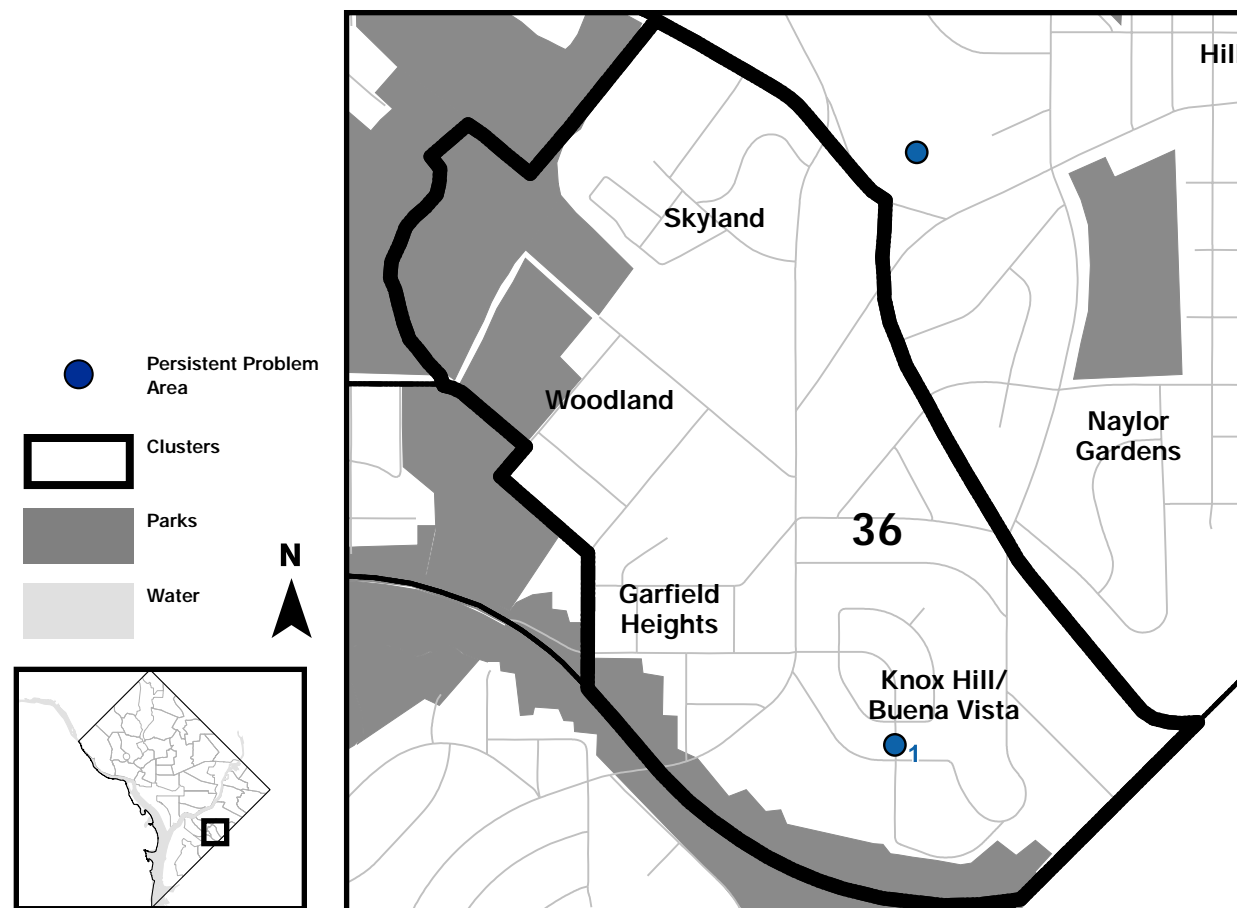 Hil
Skyland
Persistent Problem
Area
Woodland
Clusters
Naylor
Gardens
Parks
36
N
Water
Garfield
Heights
Knox Hill/
Buena Vista
1